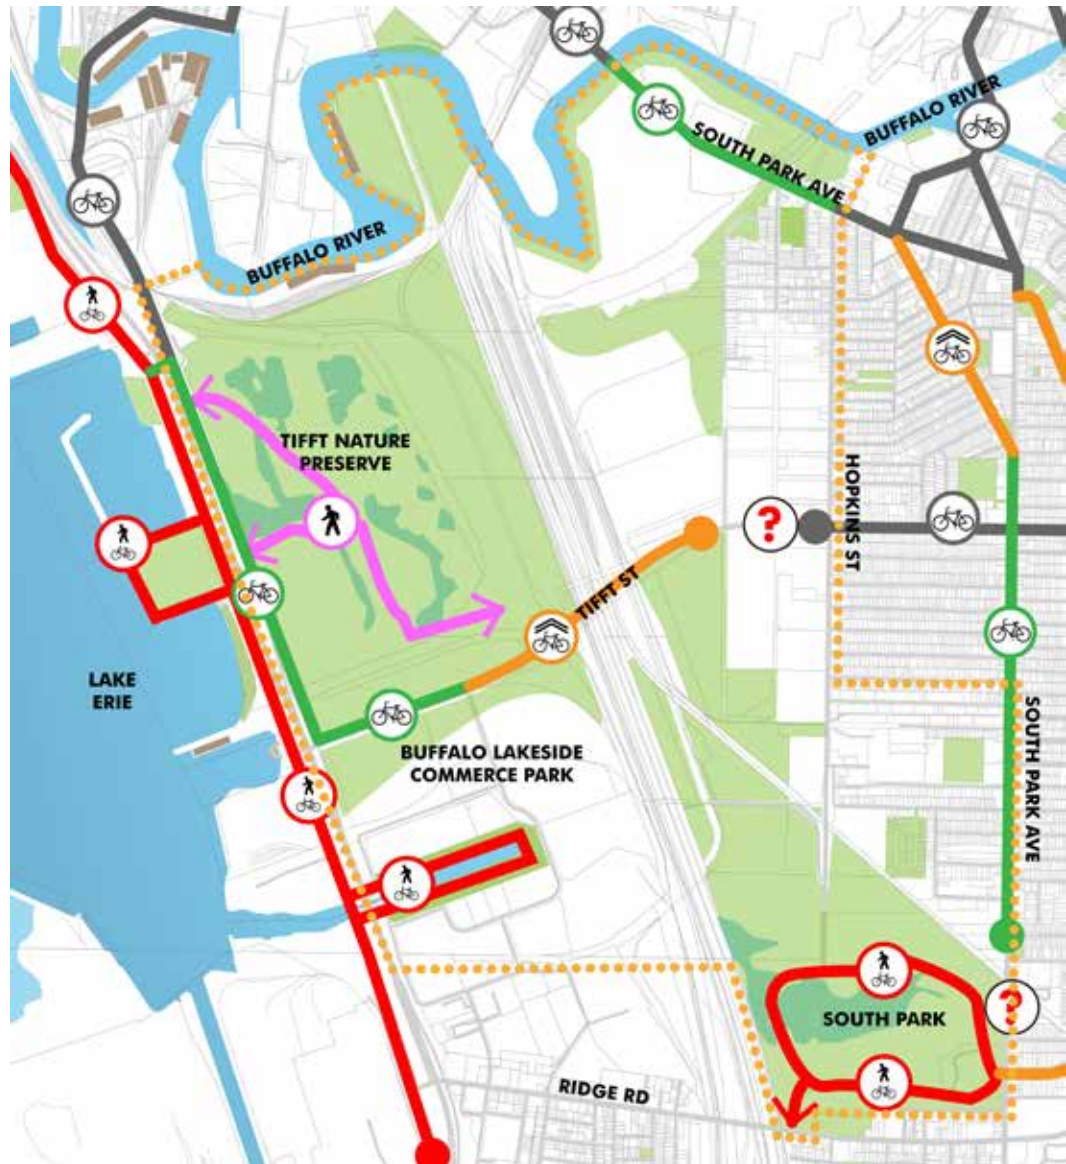 BUFFALO RIVER
SOUTH PARK AVE
BUFFALO RIVER
TIFFT NATURE
PRESERVE
HOPKINS ST
?
TIFFT ST
LAKE
ERIE
SOUTH PARK AVE
BUFFALO LAKESIDE
COMMERCE PARK
?
SOUTH PARK
RIDGE RD